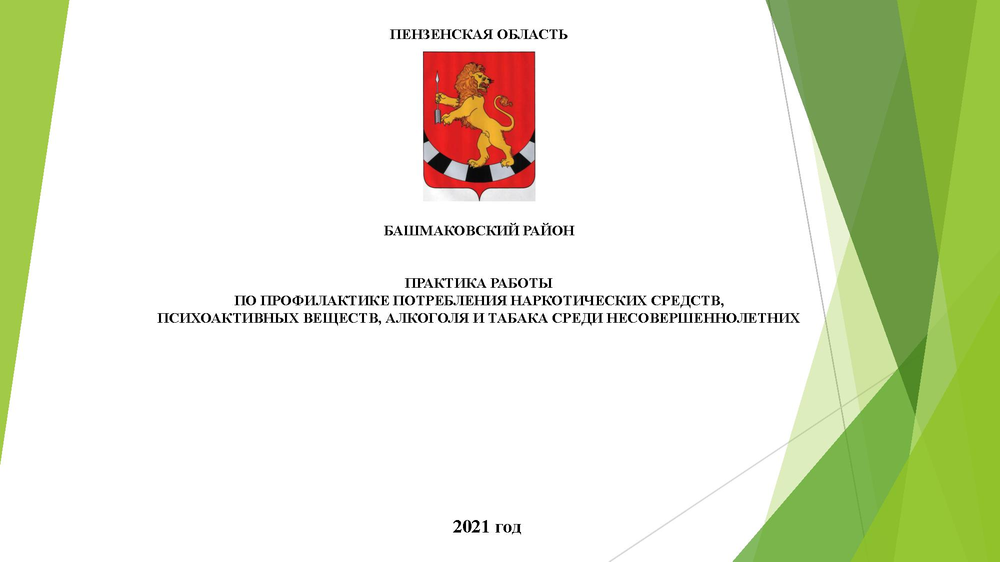 ПЕНЗЕНСКАЯ ОБЛАСТЬ
БАШМАКОВСКИЙ РАЙОН
ПРАКТИКА РАБОТЫ
ПО ПРОФИЛАКТИКЕ ПОТРЕБЛЕНИЯ НАРКОТИЧЕСКИХ СРЕДСТВ,
ПСИХОАКТИВНЫХ ВЕЩЕСТВ, АЛКОГОЛЯ И ТАБАКА СРЕДИ НЕСОВЕРШЕННОЛЕТНИХ
2021 год